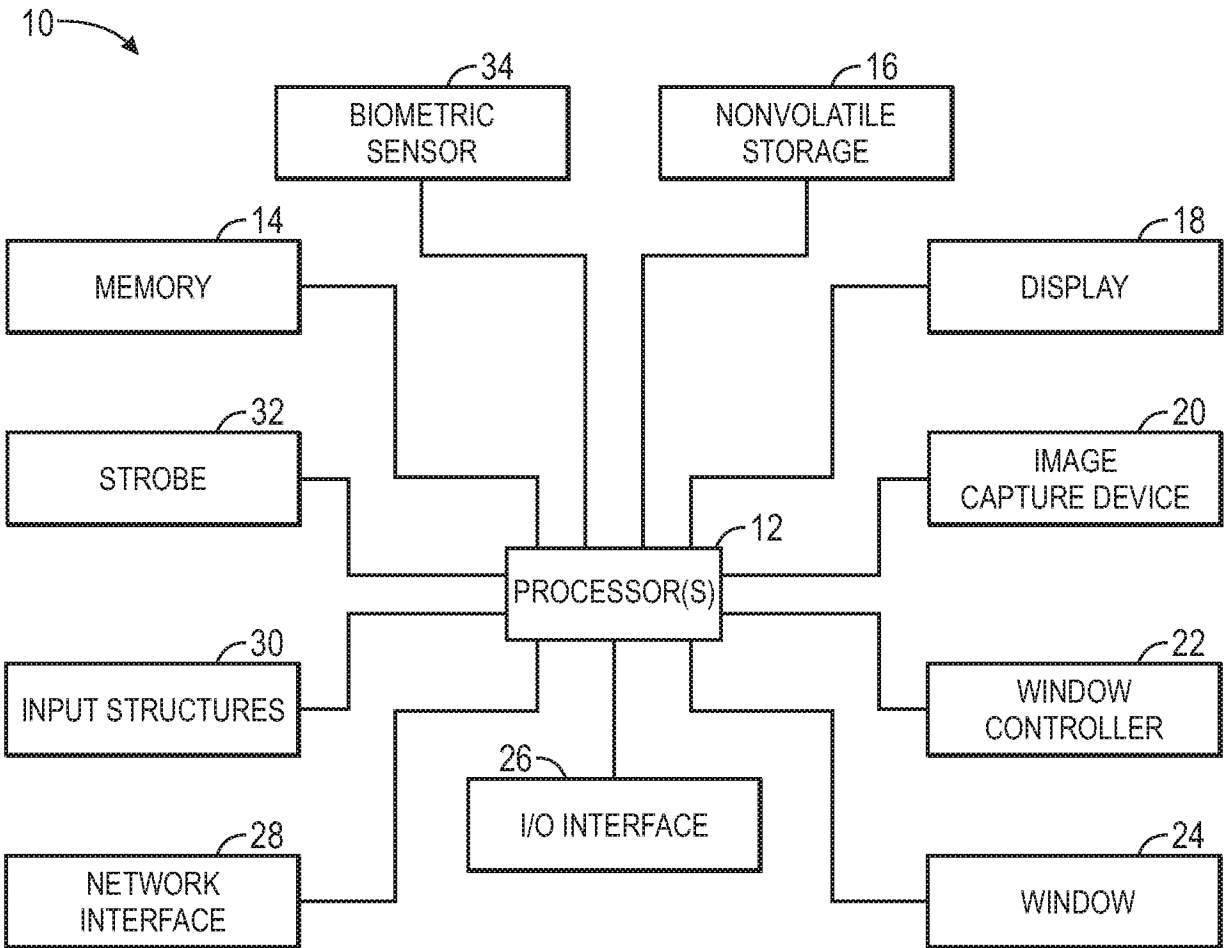 10
34
BIOMETRIC
SENSOR
16
NONVOLATILE
STORAGE
14
MEMORY
18
DISPLAY
32
STROBE
20
IMAGE
CAPTURE DEVICE
12
PROCESSOR(S)
30
INPUT STRUCTURES
22
WINDOW
CONTROLLER
26
I/O INTERFACE
28
NETWORK
INTERFACE
24
WINDOW